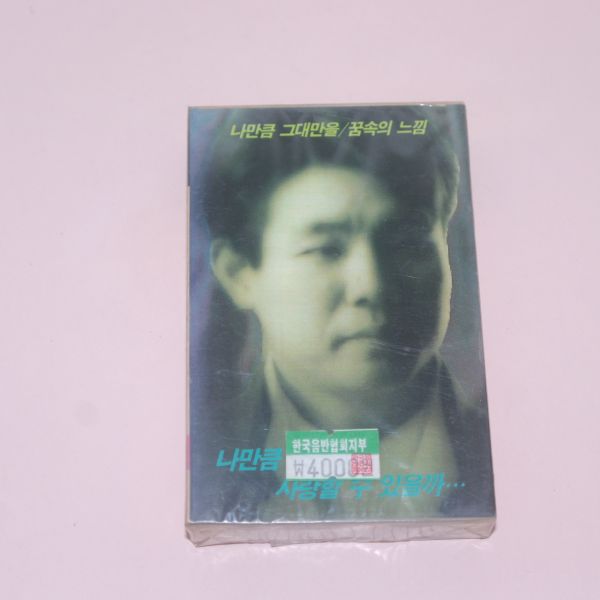 나만큼 그대만을/꿈속의 느낌
한국음반협회지부
₩4000
나만큼
사랑할 수 있을까…